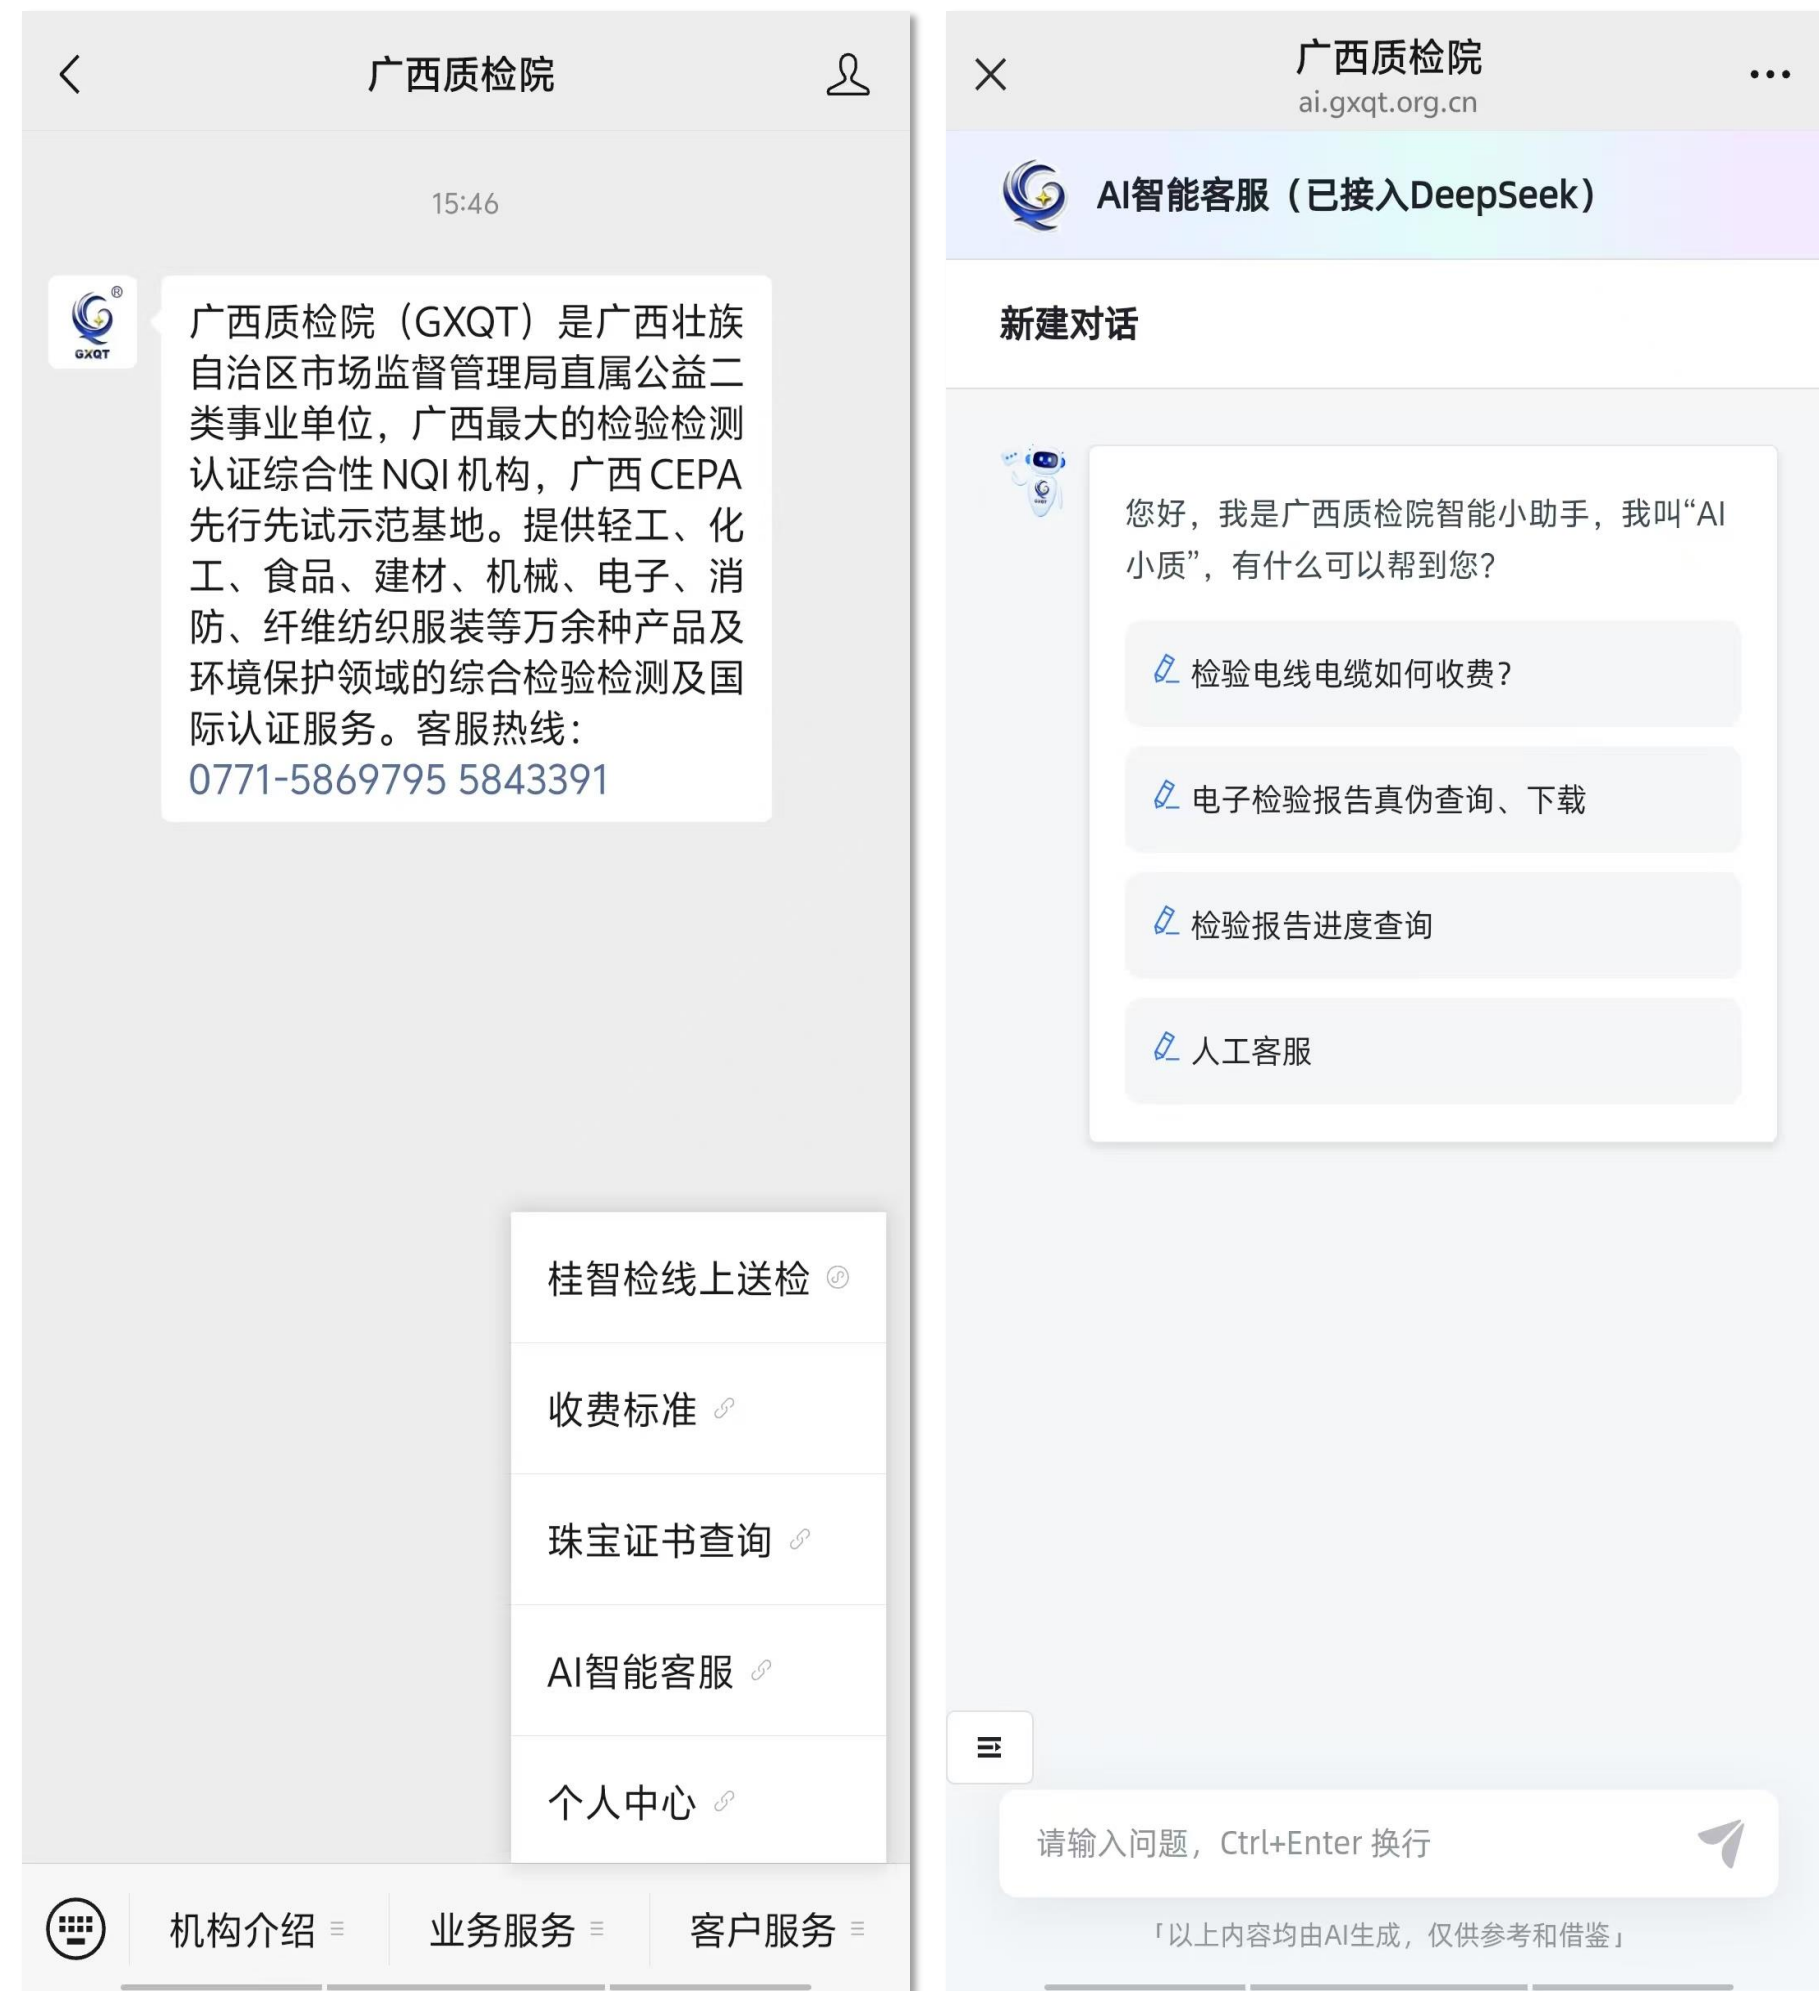 广西质检院
15:46
®
GXQT
广西质检院（GXQT）是广西壮族
自治区市场监督管理局直属公益二
类事业单位，广西最大的检验检测
认证综合性NQI机构，广西CEPA
先行先试示范基地。提供轻工、化
工、食品、建材、机械、电子、消
防、纤维纺织服装等万余种产品及
环境保护领域的综合检验检测及国
际认证服务。客服热线：
0771-5869795 5843391
桂智检线上送检
收费标准
珠宝证书查询
AI智能客服
个人中心
机构介绍
业务服务
客户服务
广西质检院
ai.gxqt.org.cn
AI智能客服（已接入DeepSeek）
新建对话
您好，我是广西质检院智能小助手，我叫“AI
小质”，有什么可以帮到您？
检验电线电缆如何收费？
电子检验报告真伪查询、下载
检验报告进度查询
人工客服
请输入问题，Ctrl+Enter 换行
「以上内容均由AI生成，仅供参考和借鉴」